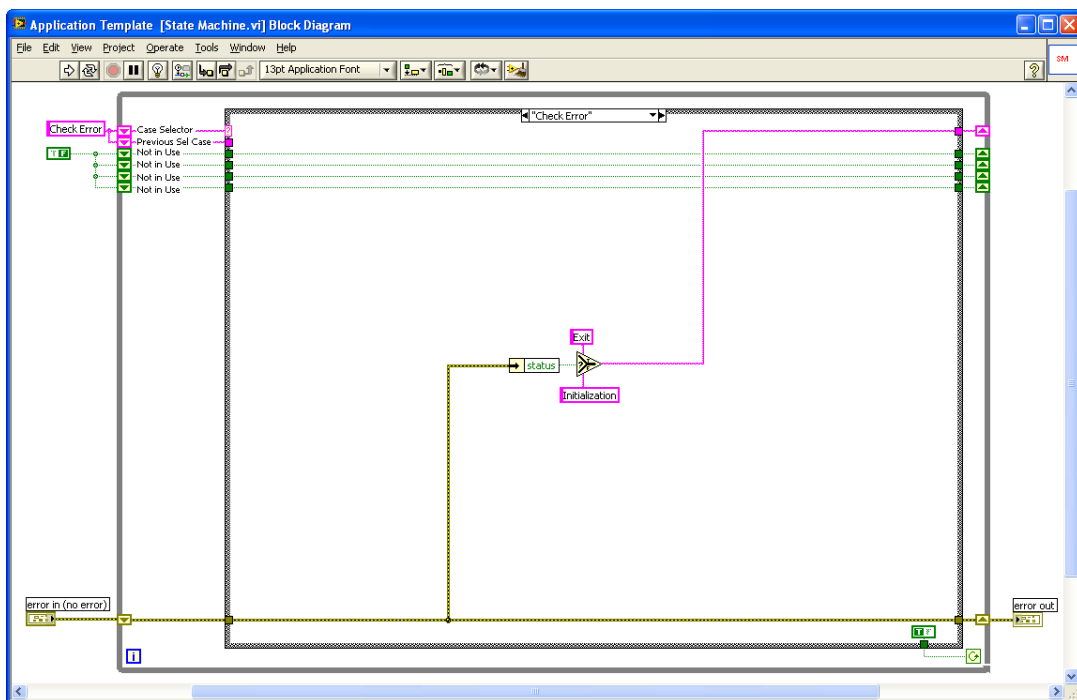 Application Template [State Machine.vi] Block Diagram
File Edit View Project Operate Tools Window Help
13pt Application Font
?
SM
"Check Error"
Check Error
Case Selector
?
Previous Sel Case
T F
Not in Use
Not in Use
Not in Use
Not in Use
Exit
status
?
Initialization
error in (no error)
error out
T F
i